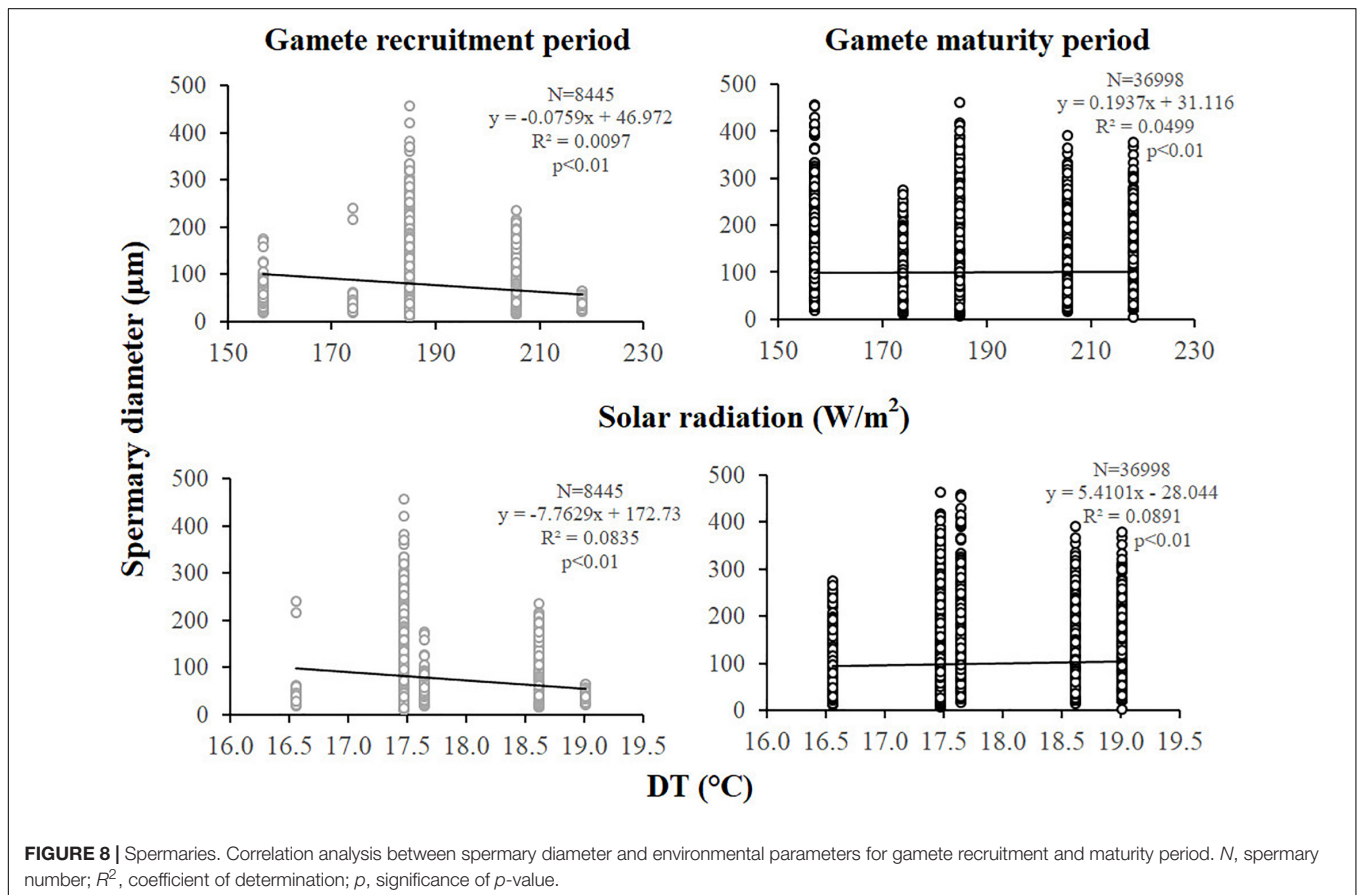 Gamete recruitment period
Gamete maturity period
Spermary diameter (µm)
500
400
300
200
100
0
150
170
190
210
230
N=8445
y = -0.0759x + 46.972
R² = 0.0097
p<0.01
500
400
300
200
100
0
150
170
190
210
230
N=36998
y = 0.1937x + 31.116
R² = 0.0499
p<0.01
Solar radiation (W/m²)
500
400
300
200
100
0
16.0 16.5 17.0 17.5 18.0 18.5 19.0 19.5
N=8445
y = -7.7629x + 172.73
R² = 0.0835
p<0.01
500
400
300
200
100
0
16.0 16.5 17.0 17.5 18.0 18.5 19.0 19.5
N=36998
y = 5.4101x - 28.044
R² = 0.0891
p<0.01
DT (°C)
FIGURE 8 | Spermaries. Correlation analysis between spermary diameter and environmental parameters for gamete recruitment and maturity period. N, spermary
number; R², coefficient of determination; p, significance of p-value.